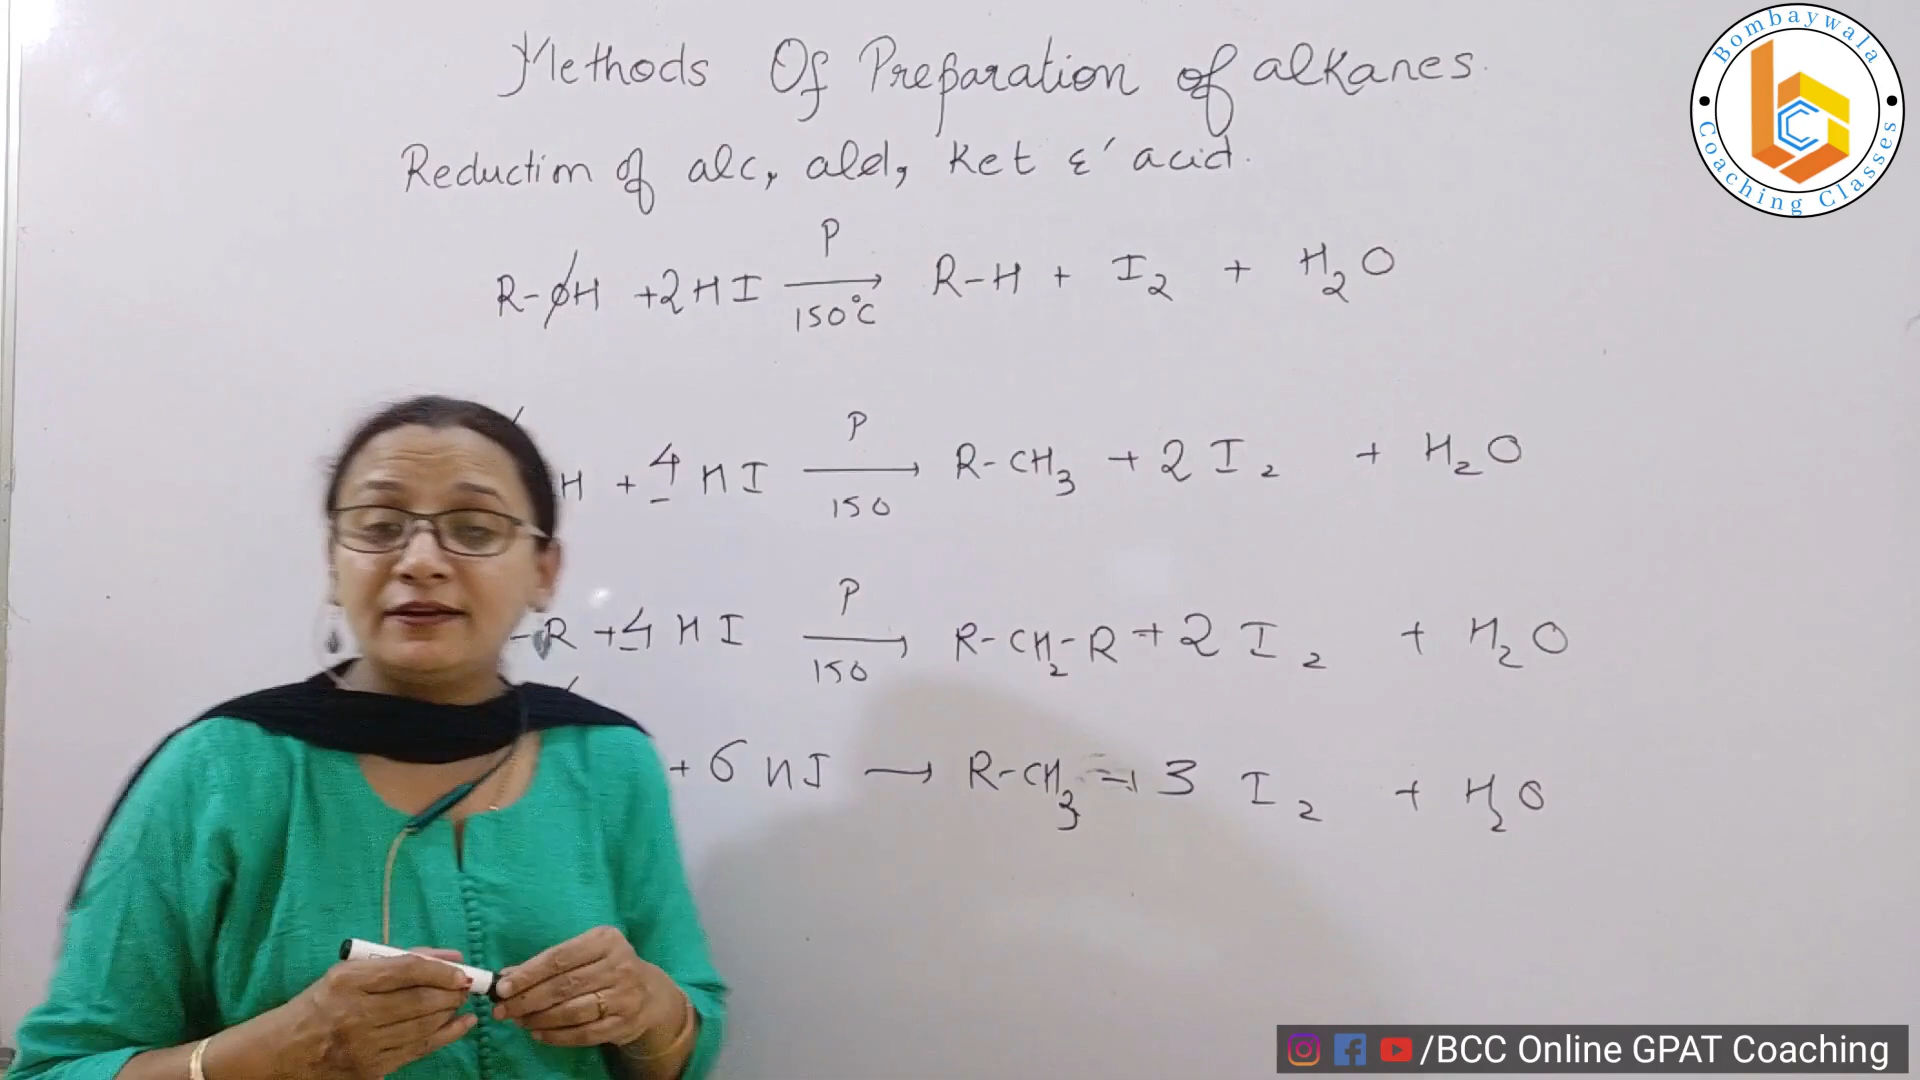 Methods Of Preparation of alkanes.
Reduction of alc, ald, Ket & acid.
P
R-OH +2HI → R-H + I2 + H2O
150°C
P
H + 4 HI → R-CH3 + 2 I2 + H2O
150
P
-R + 4 HI → R-CH2-R + 2 I2 + H2O
150
+ 6 HI → R-CH3 + 3 I2 + H2O
Bombaywala
Coaching Classes
/BCC Online GPAT Coaching